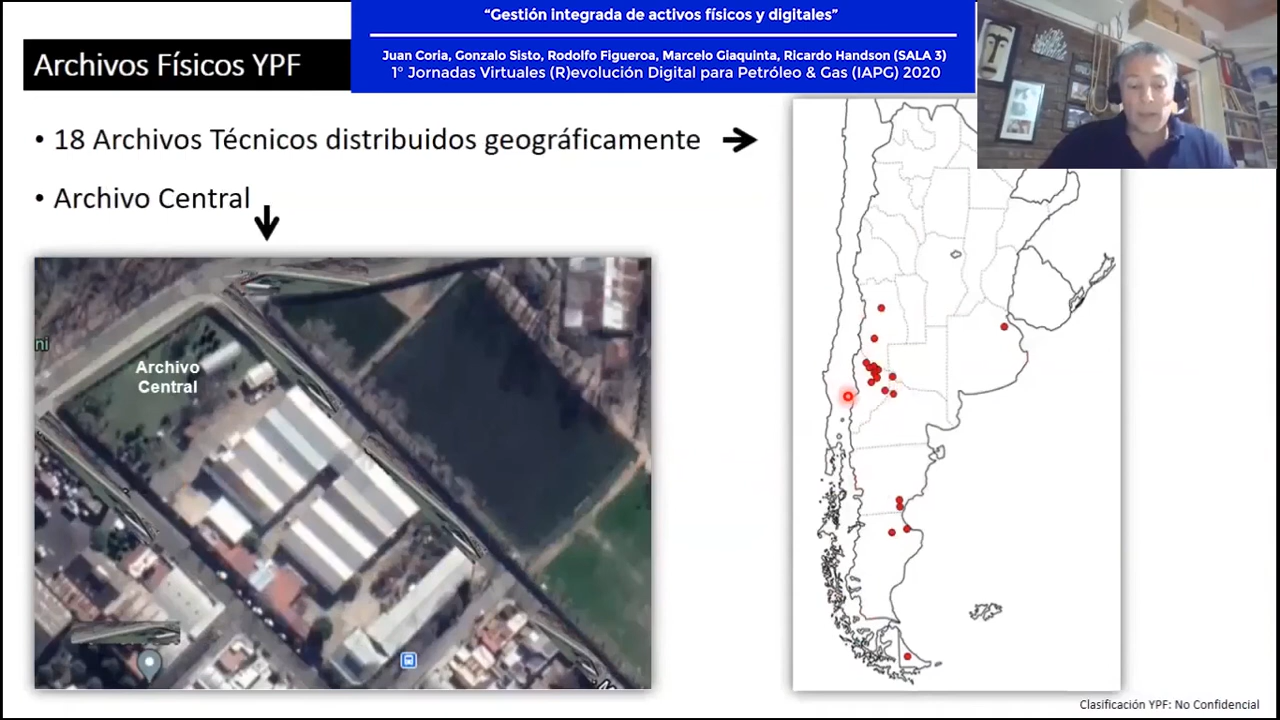 “Gestión integrada de activos físicos y digitales”
Juan Coria, Gonzalo Sisto, Rodolfo Figueroa, Marcelo Giaquinta, Ricardo Handson (SALA 3)
1° Jornadas Virtuales (R)evolución Digital para Petróleo & Gas (IAPG) 2020
Archivos Físicos YPF
• 18 Archivos Técnicos distribuidos geográficamente
• Archivo Central
ni
Archivo
Central
Clasificación YPF: No Confidencial